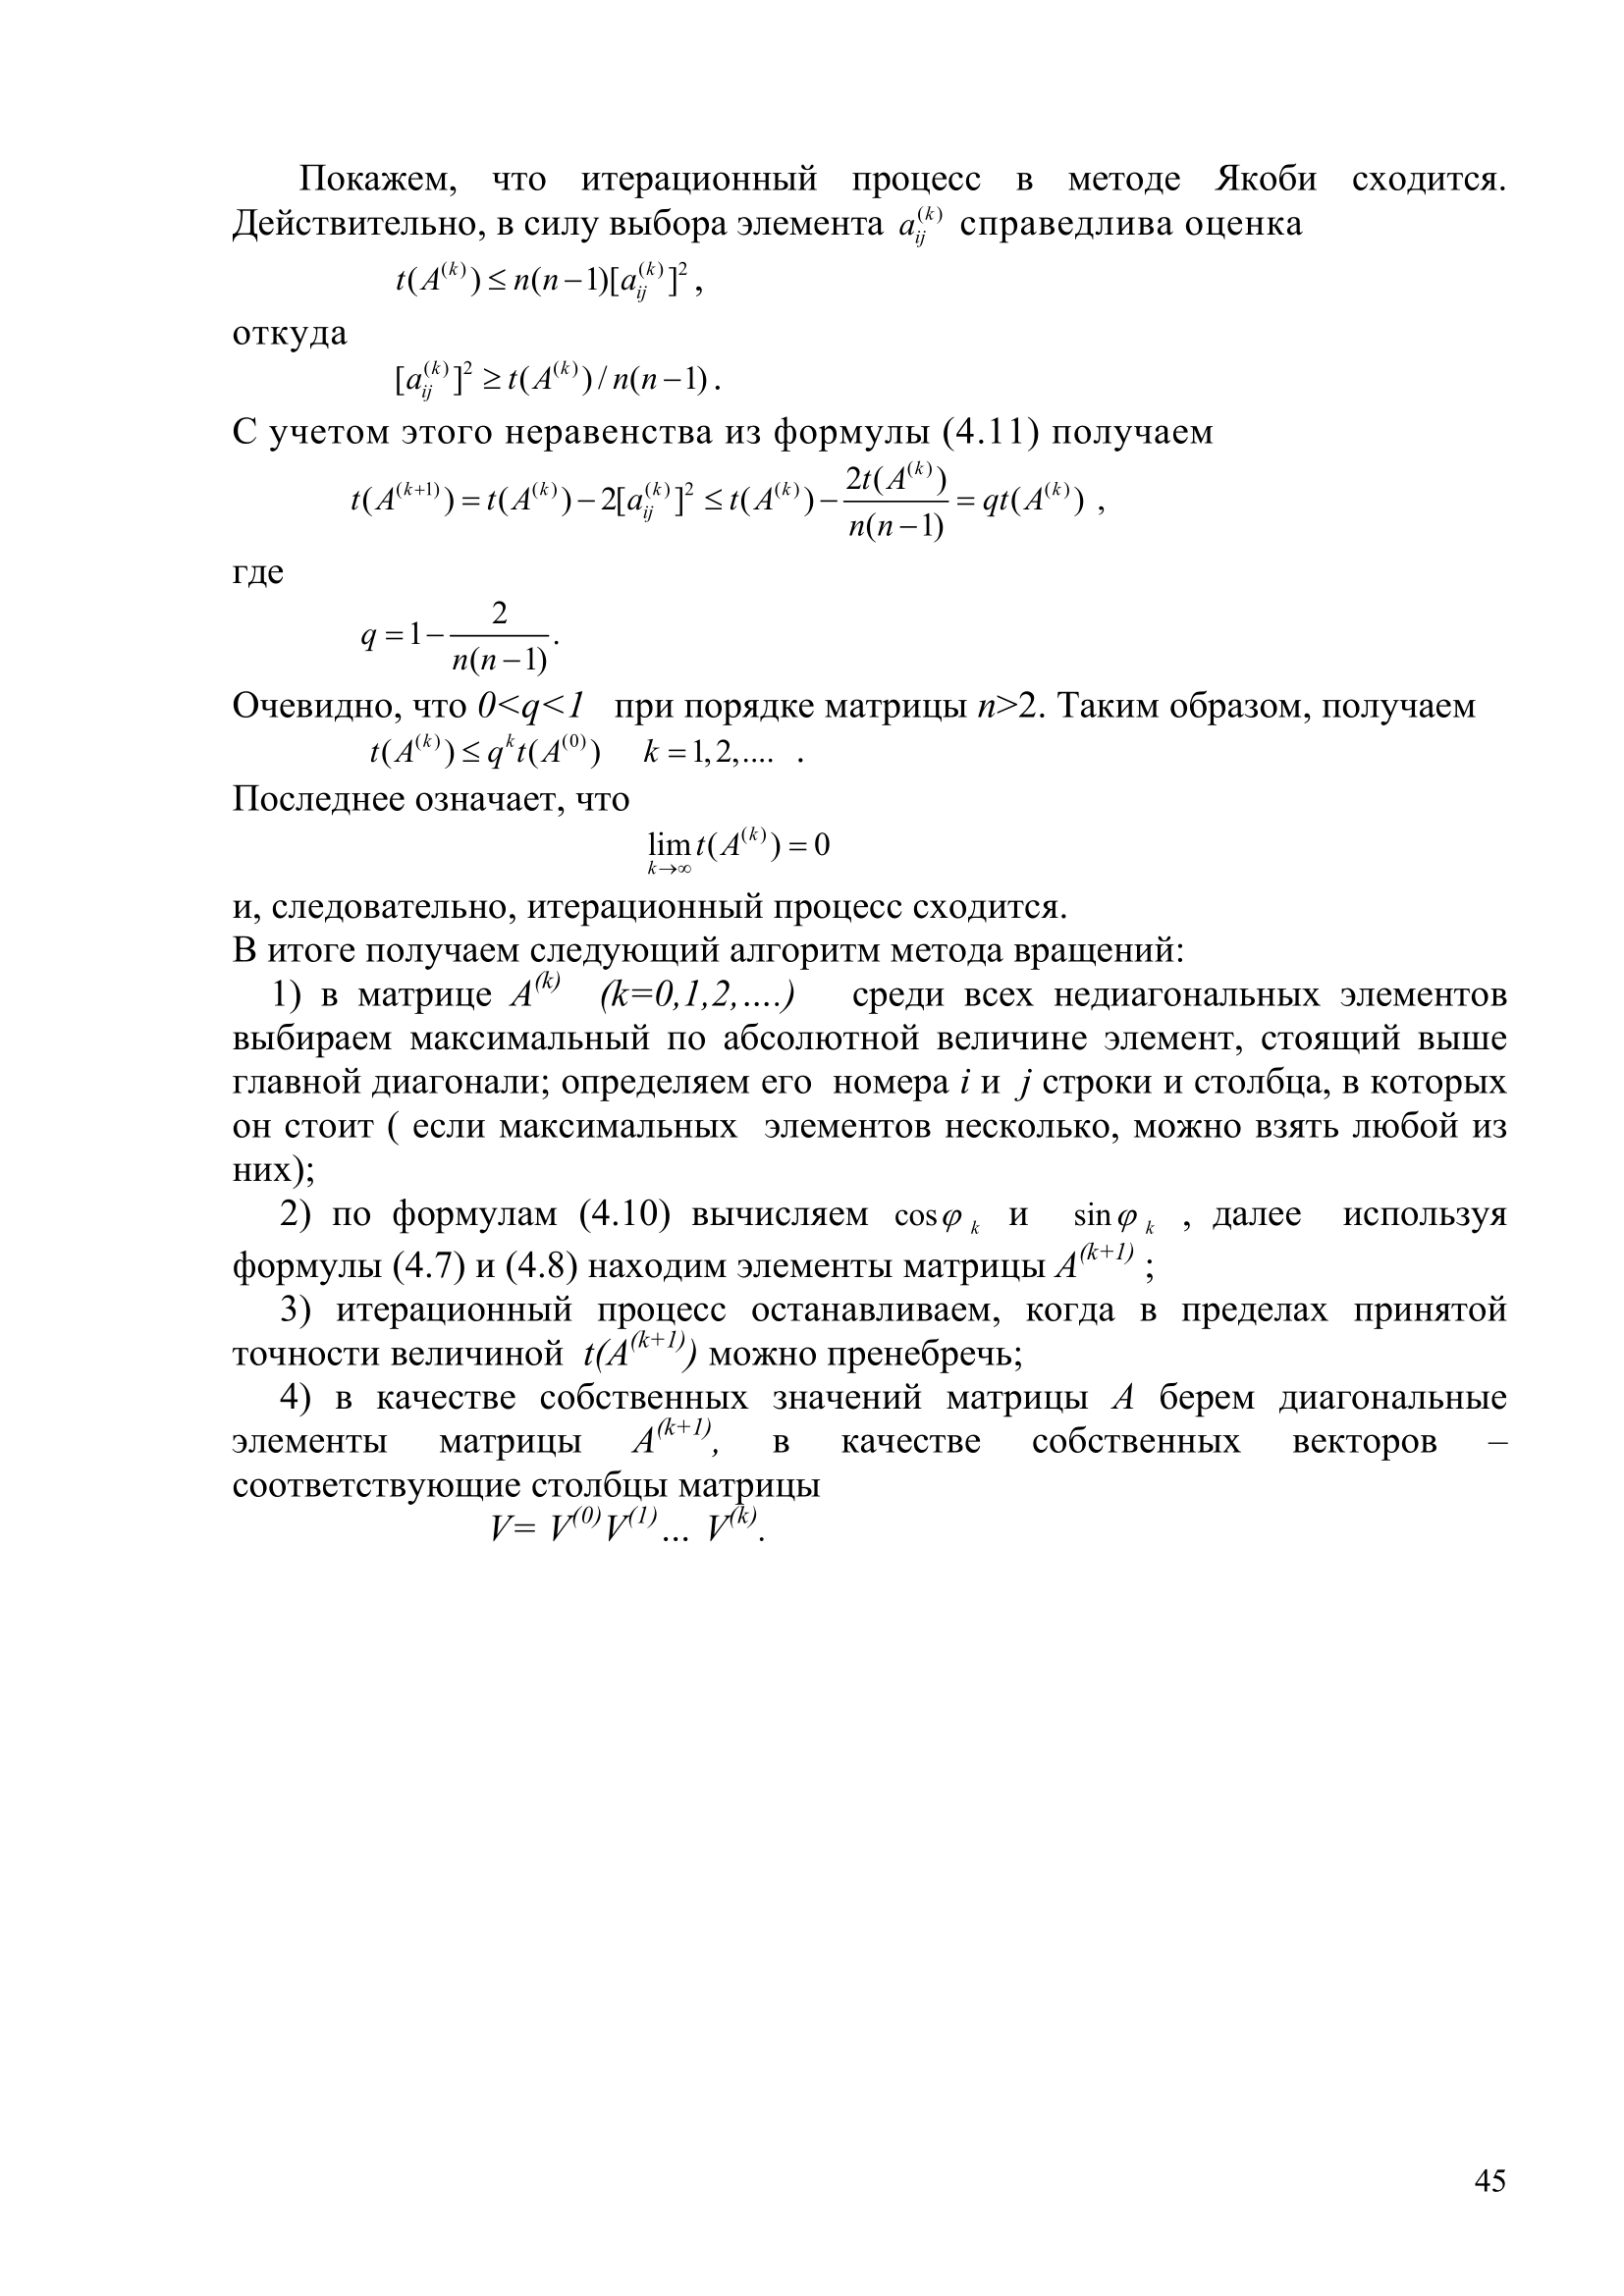 Покажем, что итерационный процесс в методе Якоби сходится.
Действительно, в силу выбора элемента $a_{ij}^{(k)}$ справедлива оценка
$t(A^{(k)}) \leq n(n-1)[a_{ij}^{(k)}]^2$ ,
откуда
$[a_{ij}^{(k)}]^2 \geq t(A^{(k)}) / n(n-1)$ .
С учетом этого неравенства из формулы (4.11) получаем
$t(A^{(k+1)}) = t(A^{(k)}) - 2[a_{ij}^{(k)}]^2 \leq t(A^{(k)}) - \frac{2t(A^{(k)})}{n(n-1)} = qt(A^{(k)})$ ,
где
$q = 1 - \frac{2}{n(n-1)}.$
Очевидно, что 0<q<1 при порядке матрицы n>2. Таким образом, получаем
$t(A^{(k)}) \leq q^k t(A^{(0)}) \quad k = 1, 2, ....$ .
Последнее означает, что
$\lim_{k \to \infty} t(A^{(k)}) = 0$
и, следовательно, итерационный процесс сходится.
В итоге получаем следующий алгоритм метода вращений:
1) в матрице $A^{(k)}$ (k=0,1,2,….) среди всех недиагональных элементов
выбираем максимальный по абсолютной величине элемент, стоящий выше
главной диагонали; определяем его номера i и j строки и столбца, в которых
он стоит ( если максимальных элементов несколько, можно взять любой из
них);
2) по формулам (4.10) вычисляем $\cos\varphi_k$ и $\sin\varphi_k$ , далее используя
формулы (4.7) и (4.8) находим элементы матрицы $A^{(k+1)}$ ;
3) итерационный процесс останавливаем, когда в пределах принятой
точности величиной $t(A^{(k+1)})$ можно пренебречь;
4) в качестве собственных значений матрицы A берем диагональные
элементы матрицы $A^{(k+1)}$, в качестве собственных векторов –
соответствующие столбцы матрицы
$V= V^{(0)}V^{(1)}… V^{(k)}$.
45